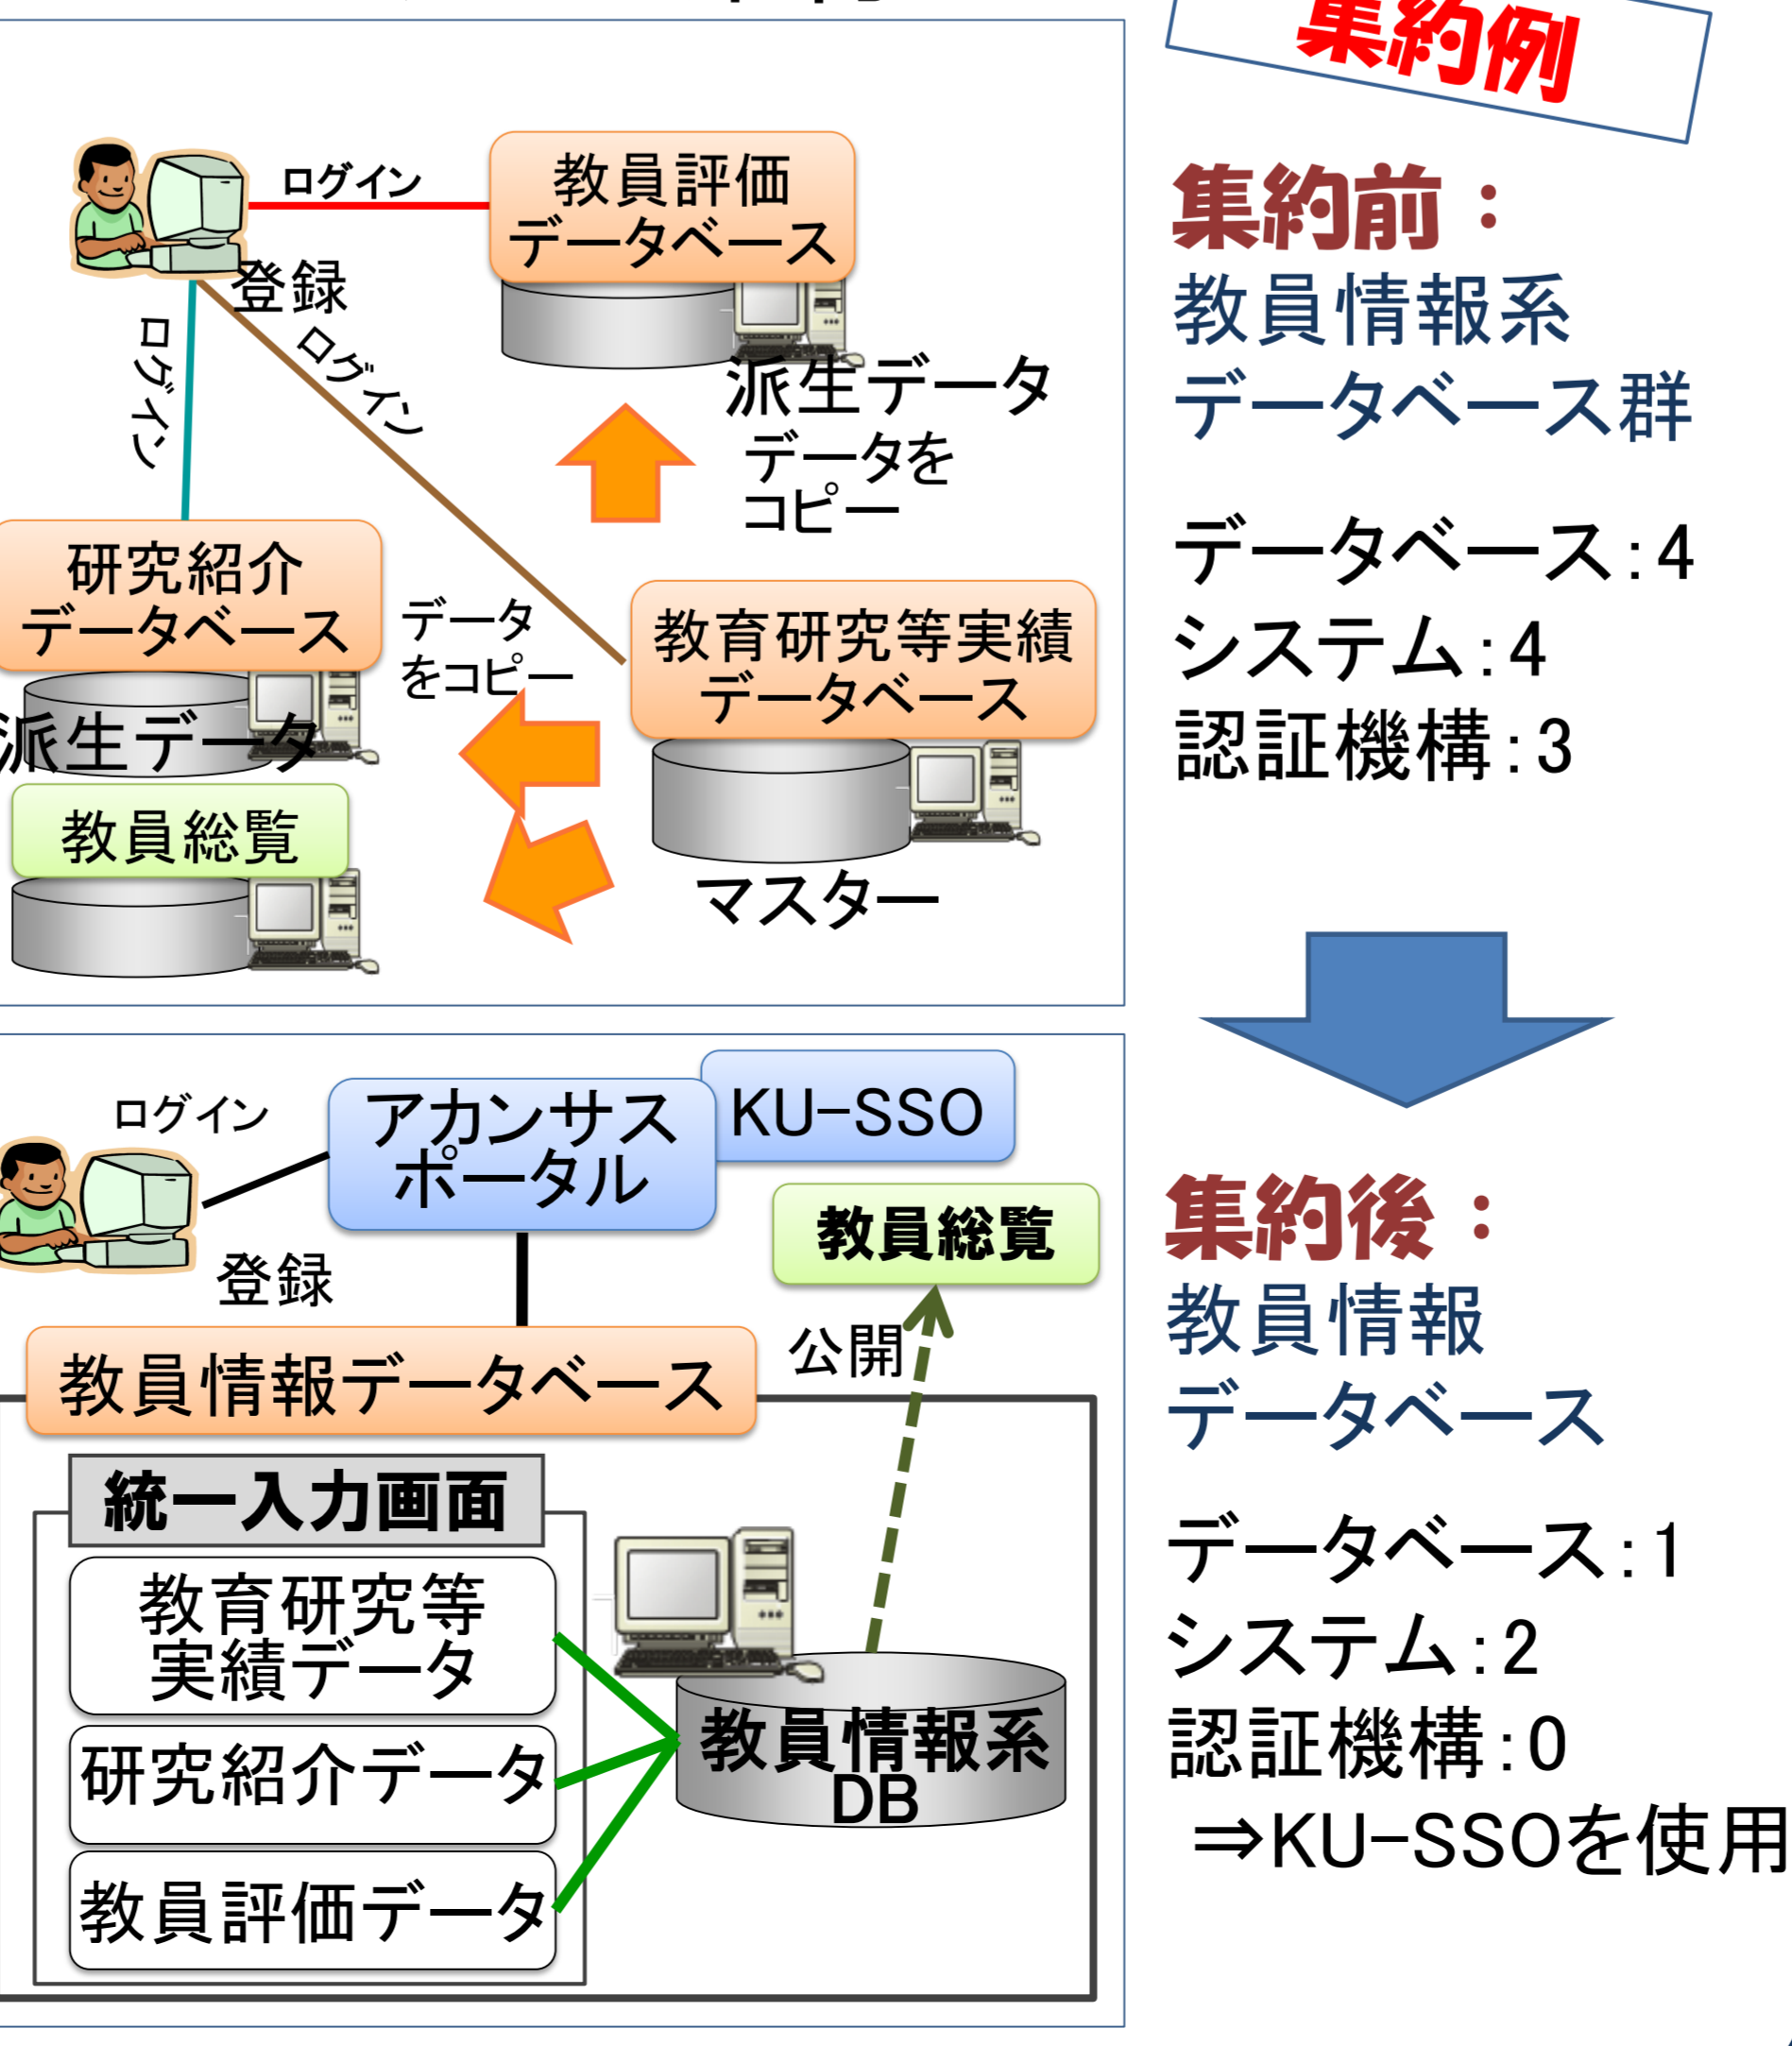 集約例
ログイン
教員評価
データベース
登録
ログイン
ログイン
派生データ
データを
コピー
研究紹介
データベース
データ
をコピー
教育研究等実績
データベース
派生データ
教員総覧
マスター
集約前：
教員情報系
データベース群
データベース：4
システム：4
認証機構：3
ログイン
アカンサス
ポータル
KU-SSO
登録
教員総覧
公開
教員情報データベース
統一入力画面
教育研究等
実績データ
研究紹介データ
教員評価データ
教員情報系
DB
集約後：
教員情報
データベース
データベース：1
システム：2
認証機構：0
⇒KU-SSOを使用